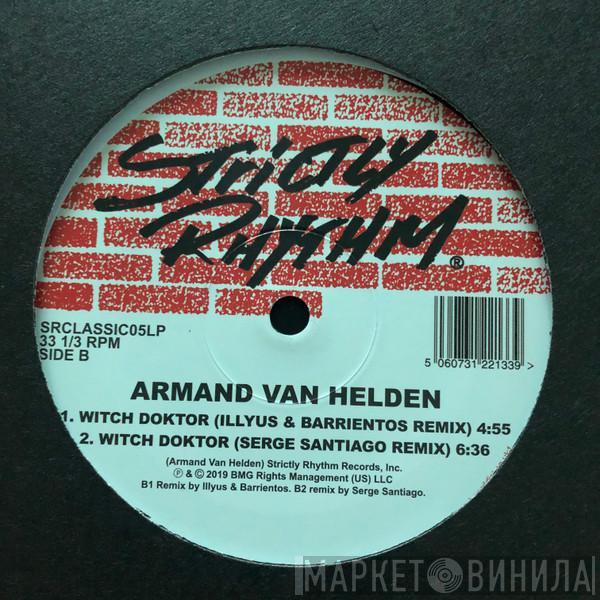 STRICTLY
RHYTHM®
SRCLASSIC05LP
33 1/3 RPM
SIDE B
5 060731 221339 >
ARMAND VAN HELDEN
1. WITCH DOKTOR (ILLYUS & BARRIENTOS REMIX) 4:55
2. WITCH DOKTOR (SERGE SANTIAGO REMIX) 6:36
(Armand Van Helden) Strictly Rhythm Records, Inc.
℗ & © 2019 BMG Rights Management (US) LLC
B1 Remix by Illyus & Barrientos. B2 remix by Serge Santiago.
МАРКЕТ ВИНИЛА